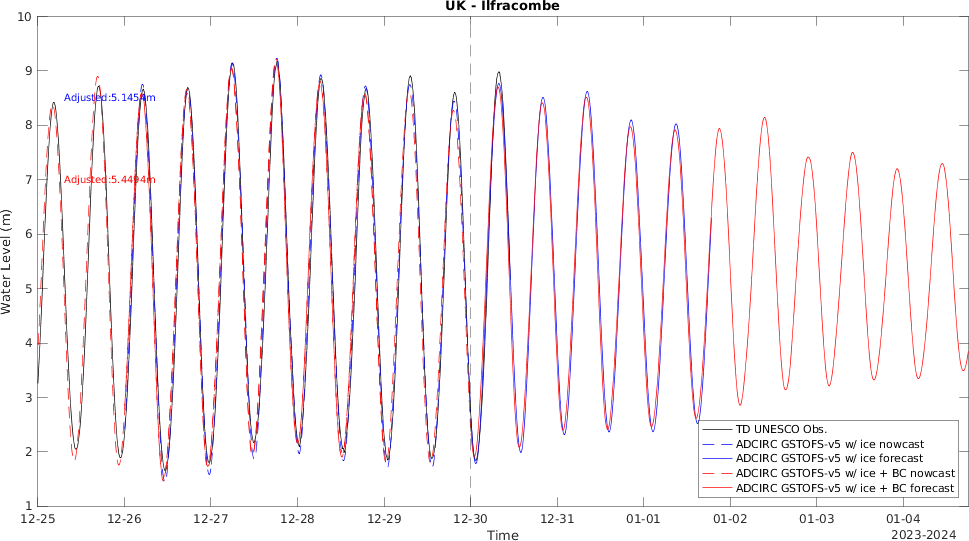 UK - Ilfracombe
10
9
8
7
6
5
4
3
2
1
Water Level (m)
Adjusted:5.1454m
Adjusted:5.4494m
TD UNESCO Obs.
ADCIRC GSTOFS-v5 w/ ice nowcast
ADCIRC GSTOFS-v5 w/ ice forecast
ADCIRC GSTOFS-v5 w/ ice + BC nowcast
ADCIRC GSTOFS-v5 w/ ice + BC forecast
12-25 12-26 12-27 12-28 12-29 12-30 12-31 01-01 01-02 01-03 01-04
Time
2023-2024